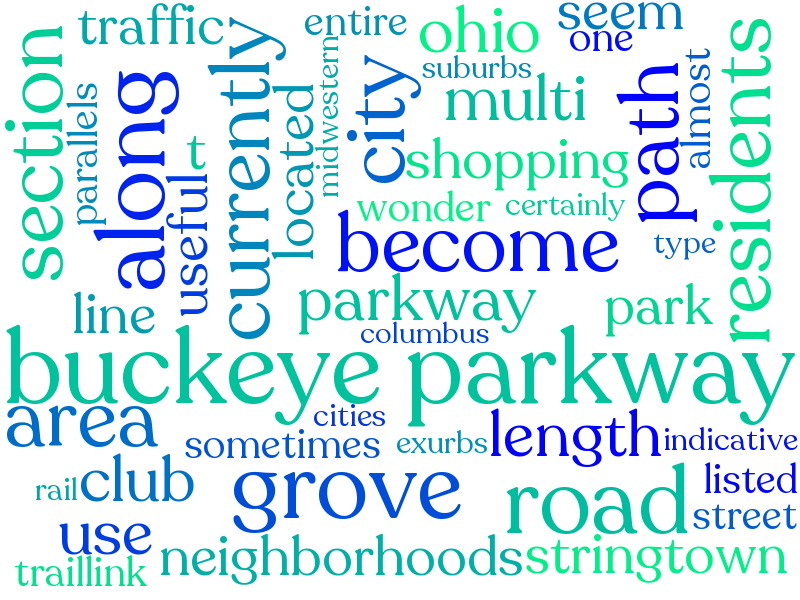 traffic
entire
seem
ohio
one
suburbs
section
parallels
along
currently
midwestern
city
multi
path
almost
residents
t
located
shopping
useful
wonder
certainly
become
type
line
parkway
park
columbus
buckeye parkway
area
cities
sometimes
exurbs
length
indicative
rail
club
grove
road
listed
street
use
neighborhoods
stringtown
traillink